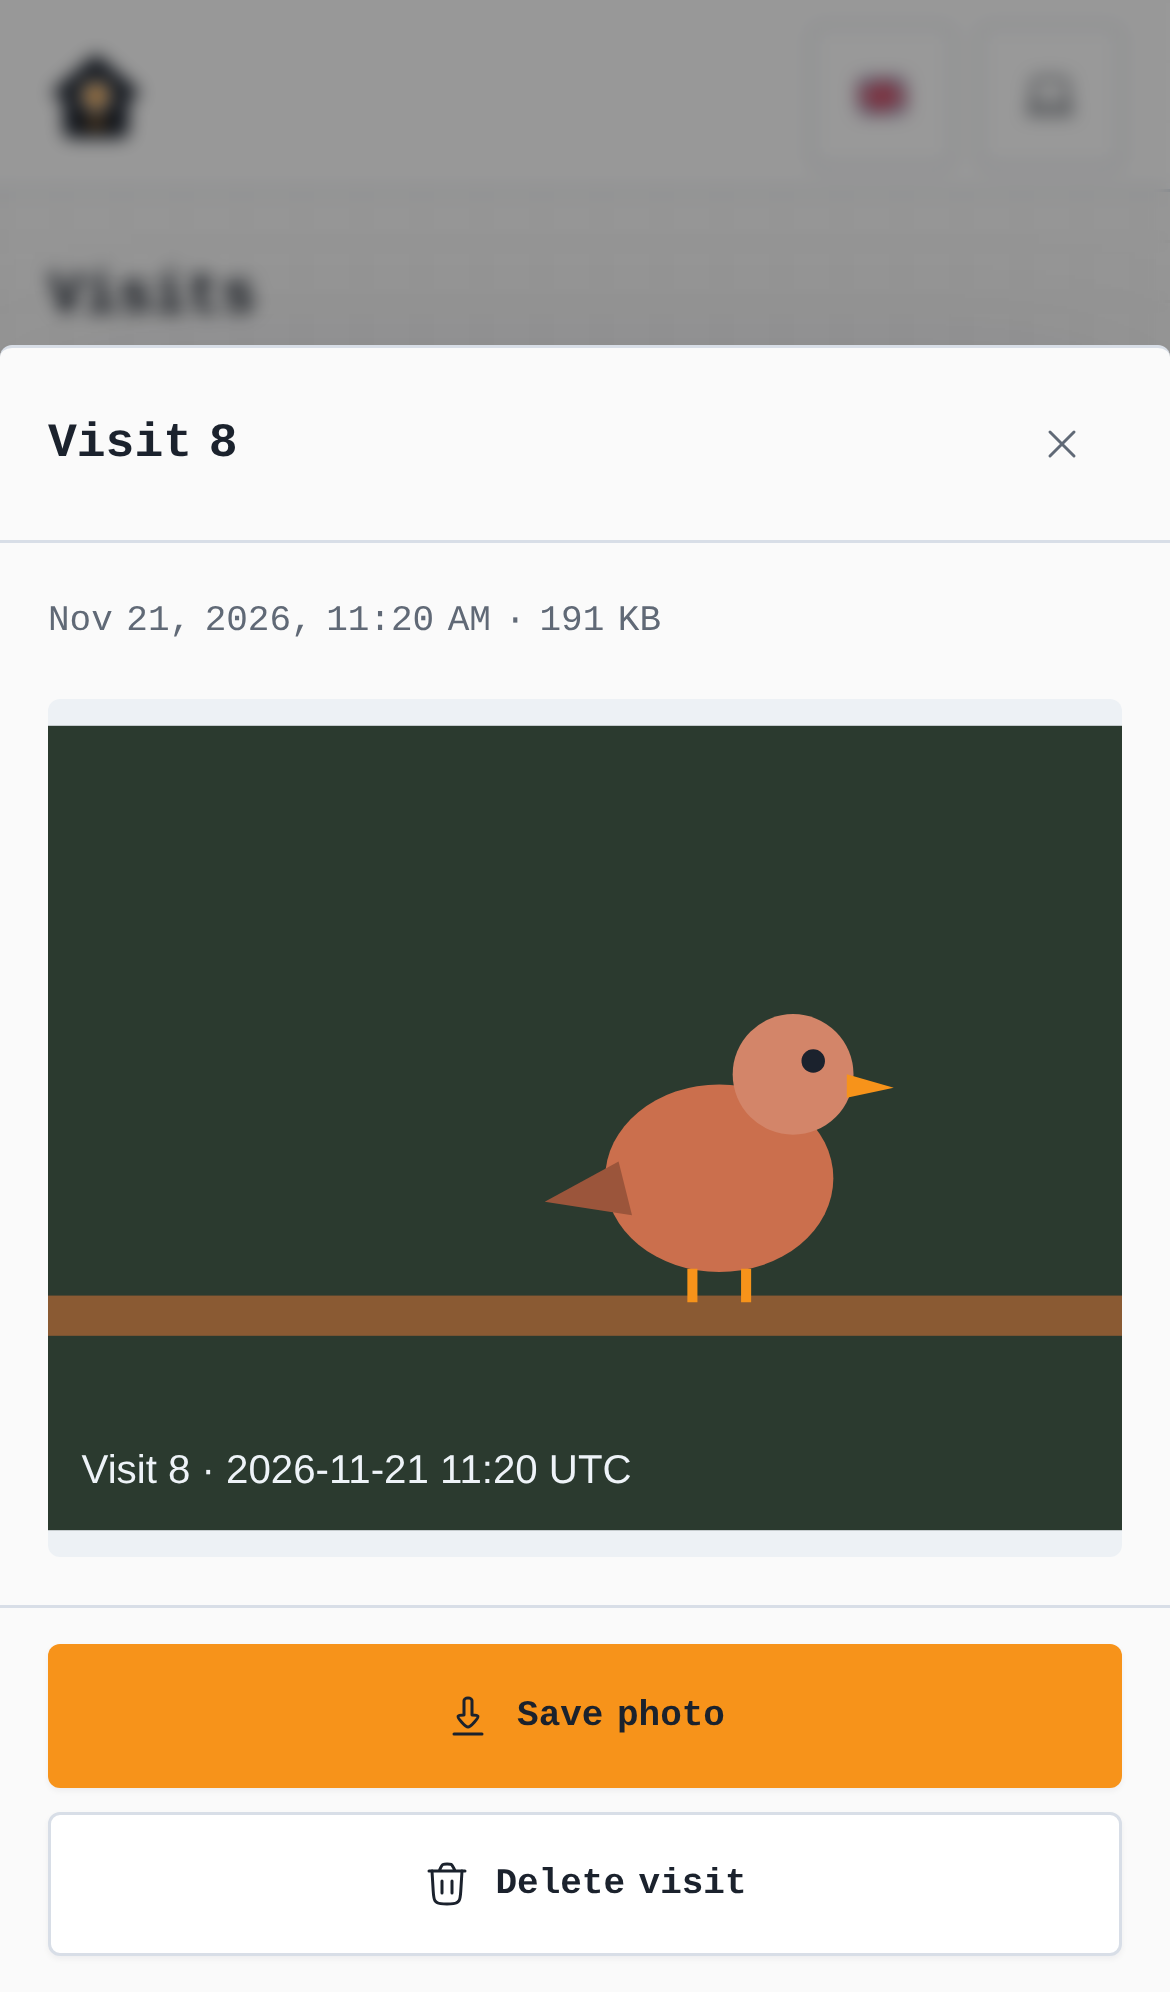 Visits
Visit 8
Nov 21, 2026, 11:20 AM · 191 KB
Visit 8 · 2026-11-21 11:20 UTC
Save photo
Delete visit